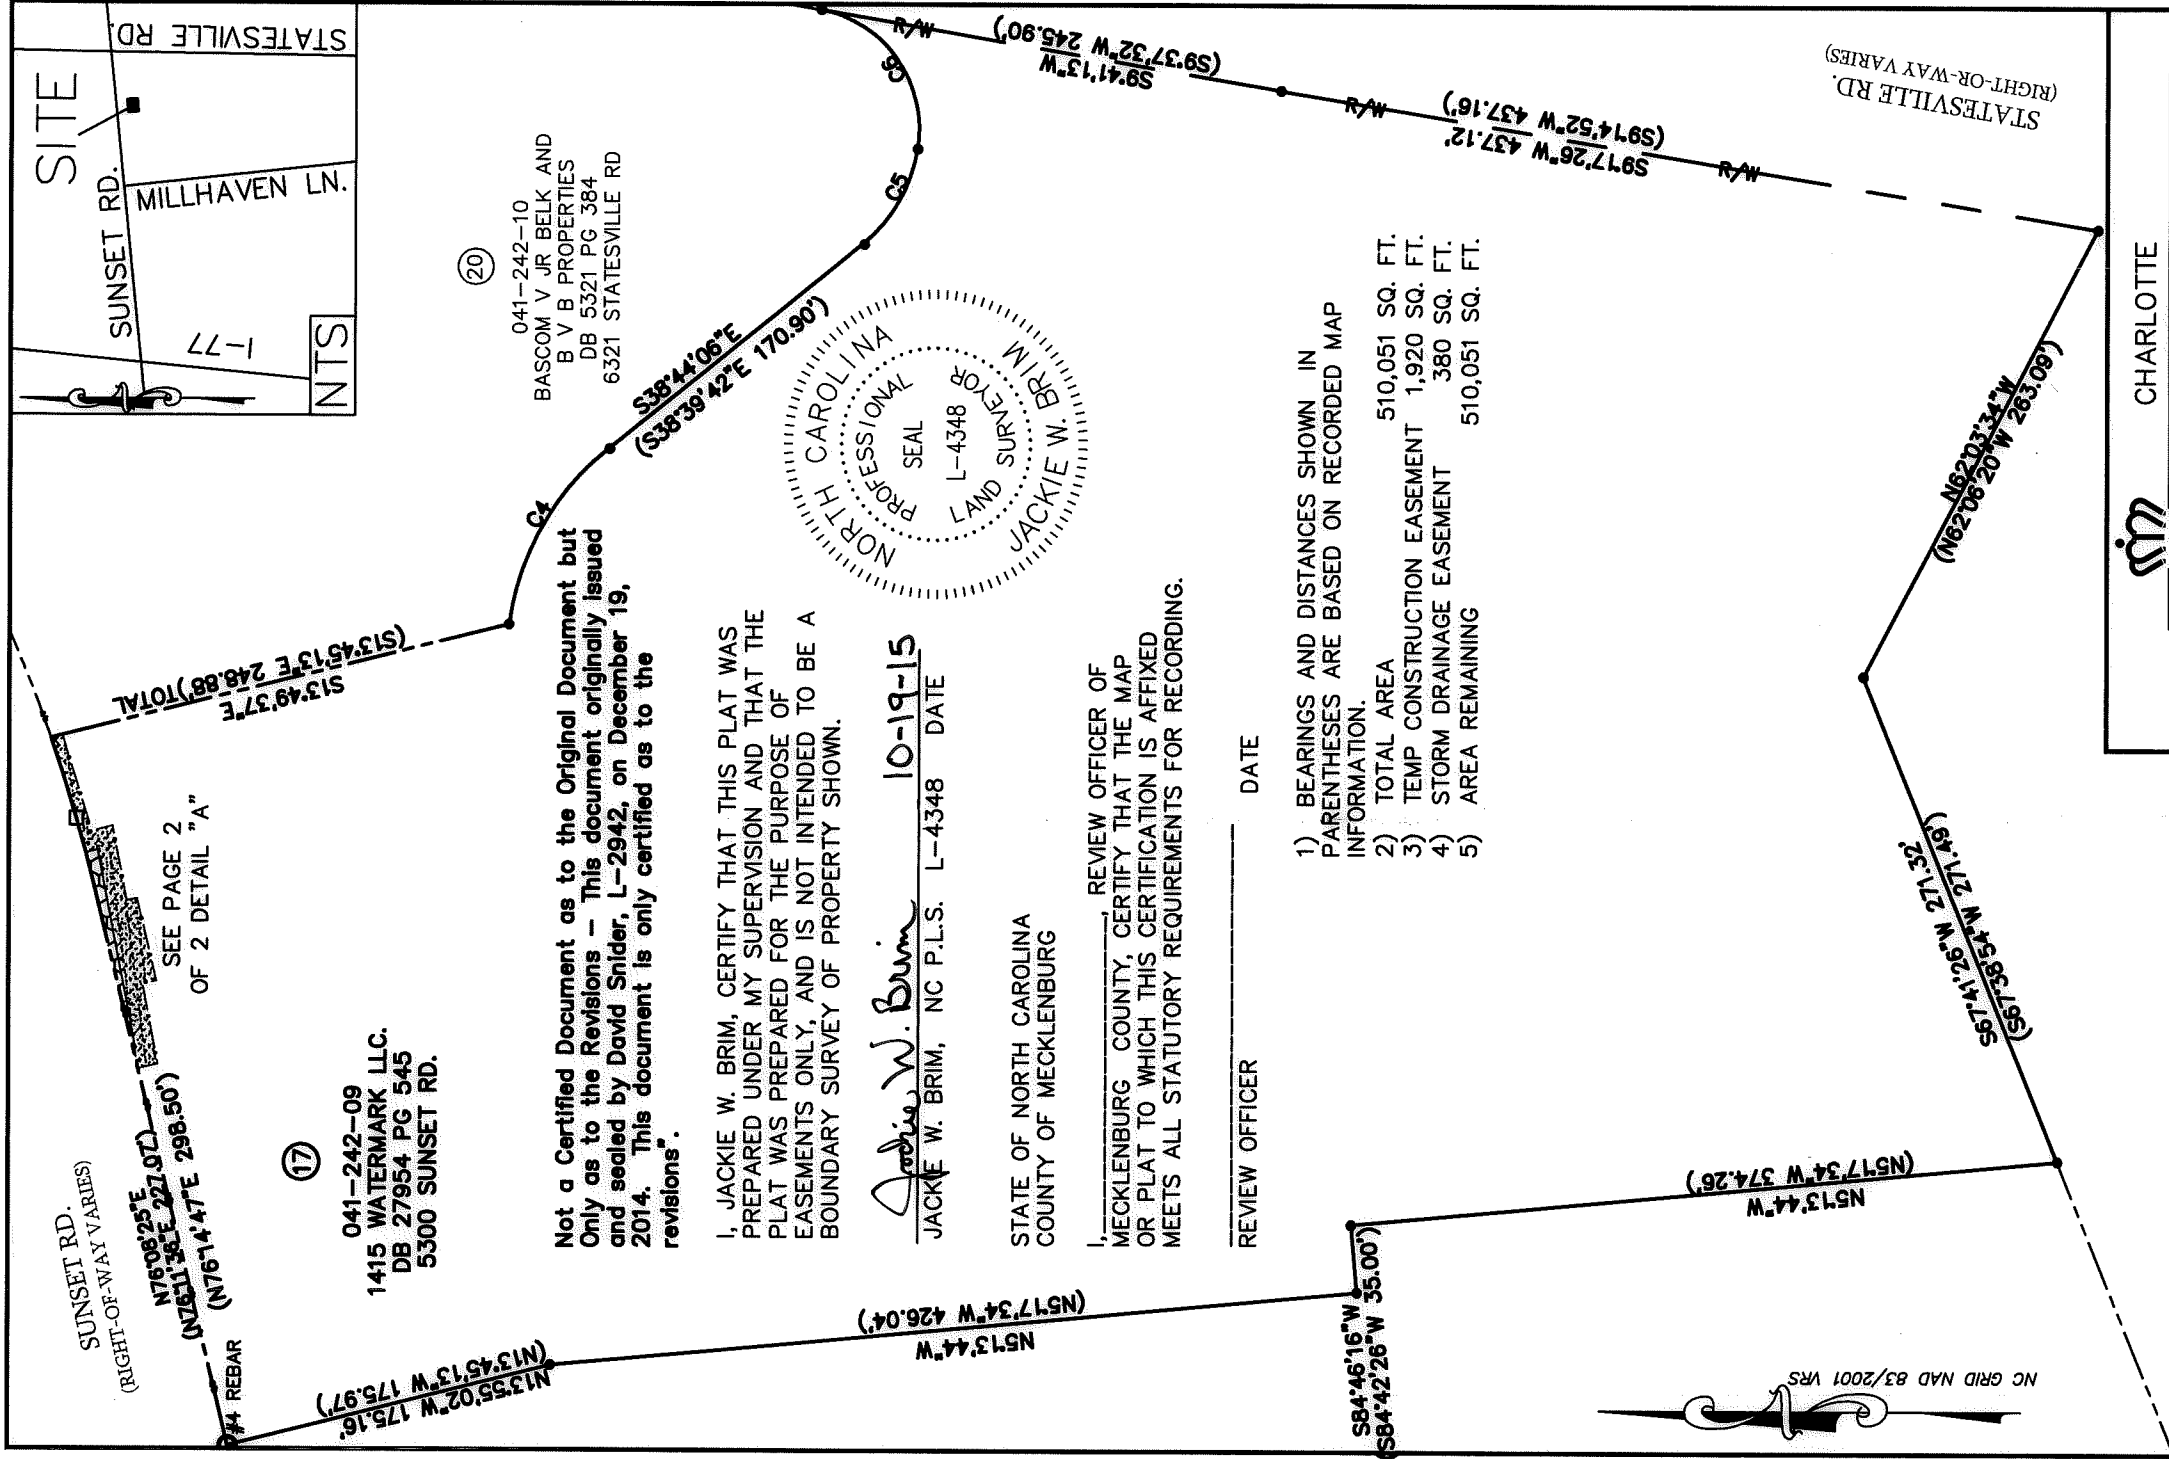 SITE
STATESVILLE RD.
SUNSET RD.
MILLHAVEN LN.
I-77
NTS
SUNSET RD.
(RIGHT-OF-WAY VARIES)
N76°08'25"E
(N76°11'36"E 227.07')
(N76°14'47"E 298.50')
#4 REBAR
SEE PAGE 2
OF 2 DETAIL "A"
S13°49'37"E
(S13°45'13"E 248.88')TOTAL
17
041-242-09
1415 WATERMARK LLC.
DB 27954 PG 545
5300 SUNSET RD.
20
041-242-10
BASCOM V JR BELK AND
B V B PROPERTIES
DB 5321 PG 384
6321 STATESVILLE RD
C4
S38°44'06"E
(S38°39'42"E 170.90')
C5
C6
R/W
S9°41'13"W
(S9°37'32"W 245.90')
R/W
S9°17'26"W 437.12'
(S9°14'52"W 437.16')
R/W
STATESVILLE RD.
(RIGHT-OR-WAY VARIES)
Not a Certified Document as to the Original Document but
Only as to the Revisions – This document originally issued
and sealed by David Snider, L-2942, on December 19,
2014. This document is only certified as to the
revisions".
I, JACKIE W. BRIM, CERTIFY THAT THIS PLAT WAS
PREPARED UNDER MY SUPERVISION AND THAT THE
PLAT WAS PREPARED FOR THE PURPOSE OF
EASEMENTS ONLY, AND IS NOT INTENDED TO BE A
BOUNDARY SURVEY OF PROPERTY SHOWN.
Jackie W. Brim 10-19-15
JACKIE W. BRIM, NC P.L.S. L-4348 DATE
NORTH CAROLINA
PROFESSIONAL
SEAL
L-4348
LAND SURVEYOR
JACKIE W. BRIM
STATE OF NORTH CAROLINA
COUNTY OF MECKLENBURG
I,____________, REVIEW OFFICER OF
MECKLENBURG COUNTY, CERTIFY THAT THE MAP
OR PLAT TO WHICH THIS CERTIFICATION IS AFFIXED
MEETS ALL STATUTORY REQUIREMENTS FOR RECORDING.
REVIEW OFFICER DATE
1) BEARINGS AND DISTANCES SHOWN IN
PARENTHESES ARE BASED ON RECORDED MAP
INFORMATION.
2) TOTAL AREA 510,051 SQ. FT.
3) TEMP CONSTRUCTION EASEMENT 1,920 SQ. FT.
4) STORM DRAINAGE EASEMENT 380 SQ. FT.
5) AREA REMAINING 510,051 SQ. FT.
N13°55'02"W 175.16'
(N13°45'13"W 175.97')
N5°13'44"W
(N5°17'34"W 426.04')
S84°46'16"W
(S84°42'26"W 35.00')
N5°13'44"W
(N5°17'34"W 374.26')
S67°41'26"W 271.32'
(S67°38'54"W 271.49')
N62°03'34"W
(N62°06'20"W 263.09')
NC GRID NAD 83/2001 VRS
CHARLOTTE